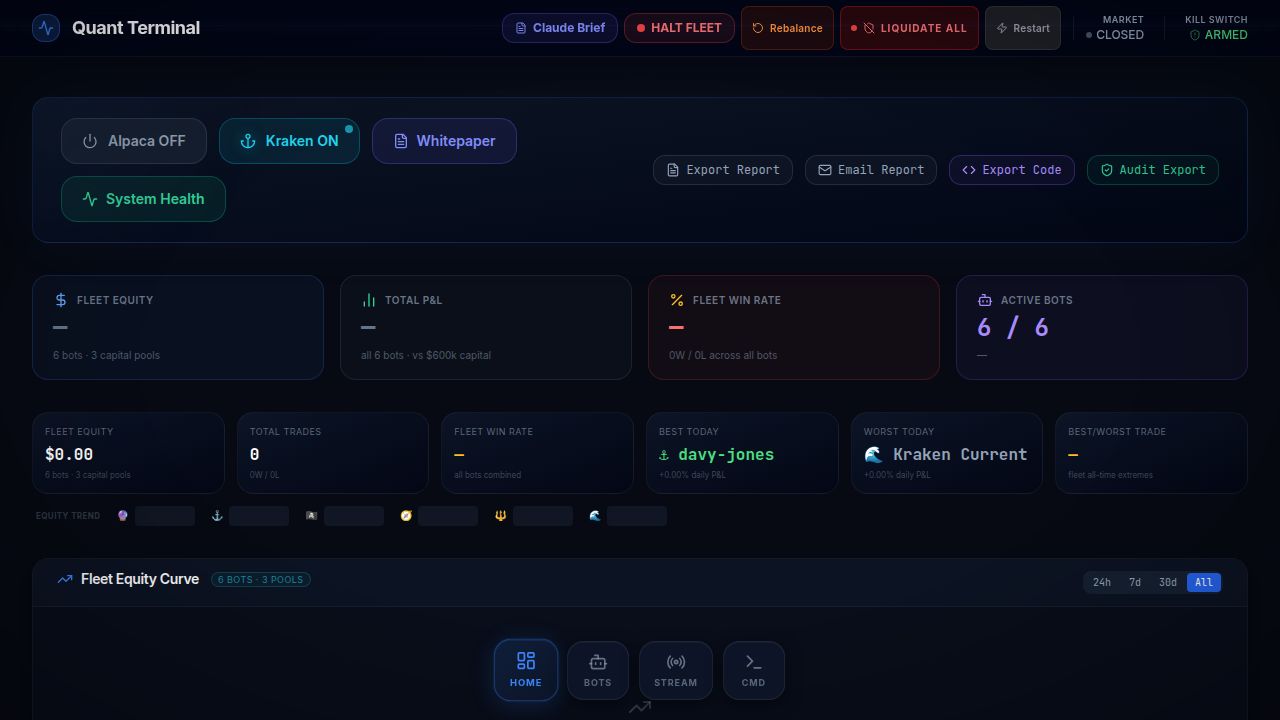 Quant Terminal
Claude Brief
HALT FLEET
Rebalance
LIQUIDATE ALL
Restart
MARKET
CLOSED
KILL SWITCH
ARMED
Alpaca OFF
Kraken ON
Whitepaper
System Health
Export Report
Email Report
Export Code
Audit Export
FLEET EQUITY
—
6 bots · 3 capital pools
TOTAL P&L
—
all 6 bots · vs $600k capital
FLEET WIN RATE
—
0W / 0L across all bots
ACTIVE BOTS
6 / 6
—
FLEET EQUITY
$0.00
6 bots · 3 capital pools
TOTAL TRADES
0
0W / 0L
FLEET WIN RATE
—
all bots combined
BEST TODAY
⚓ davy-jones
+0.00% daily P&L
WORST TODAY
🌊 Kraken Current
+0.00% daily P&L
BEST/WORST TRADE
—
fleet all-time extremes
EQUITY TREND
Fleet Equity Curve
6 BOTS · 3 POOLS
24h
7d
30d
All
HOME
BOTS
STREAM
CMD